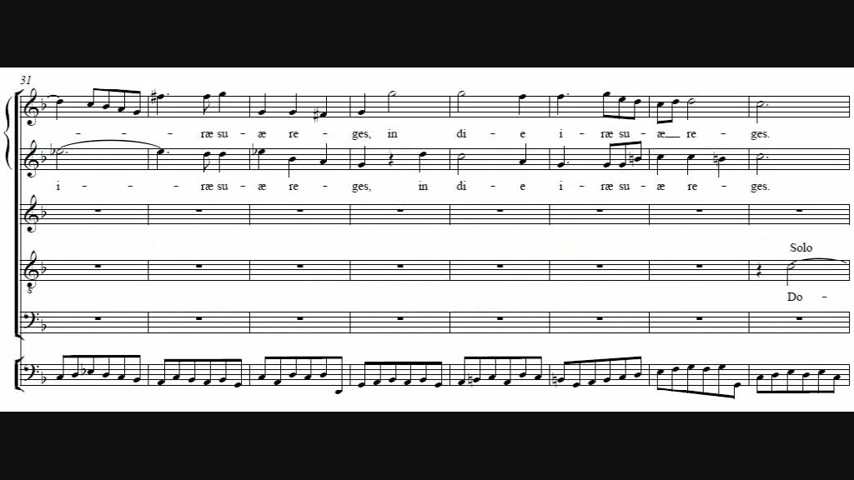 31
- - - - ræ su - æ re - ges, in di - e i - ræ su - æ re - ges.
i - - - ræ su - æ re - ges, in di - e i - ræ su - æ re - ges.
Solo
Do -
8